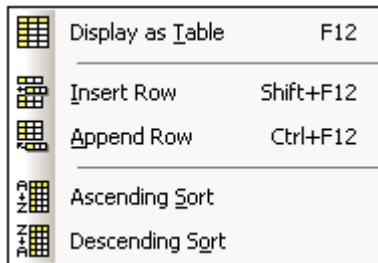 Display as Table F12
Insert Row Shift+F12
Append Row Ctrl+F12
A Z Ascending Sort
Z A Descending Sort